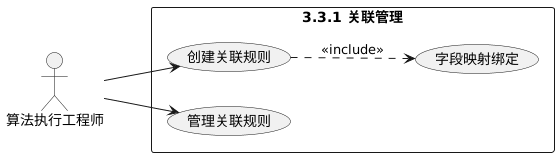 3.3.1 关联管理
创建关联规则
«include»
字段映射绑定
算法执行工程师
管理关联规则